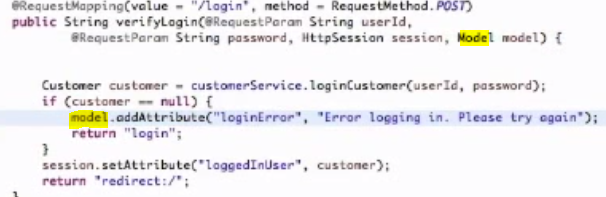 @RequestMapping(value = "/login", method = RequestMethod.POST)
public String verifyLogin(@RequestParam String userId,
@RequestParam String password, HttpSession session, Model model) {
Customer customer = customerService.loginCustomer(userId, password);
if (customer == null) {
model.addAttribute("loginError", "Error logging in. Please try again");
return "login";
}
session.setAttribute("loggedInUser", customer);
return "redirect:/";
}